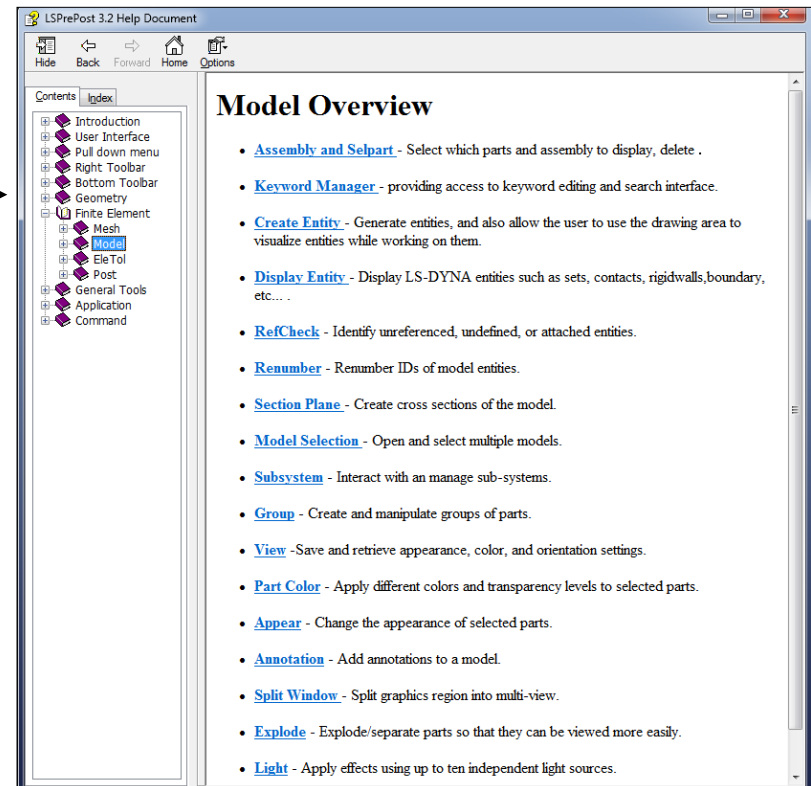 LSPrePost 3.2 Help Document
Hide Back Forward Home Options
Contents Index
Introduction
User Interface
Pull down menu
Right Toolbar
Bottom Toolbar
Geometry
Finite Element
Mesh
Model
EleTol
Post
General Tools
Application
Command
Model Overview
• Assembly and Selpart - Select which parts and assembly to display, delete .
• Keyword Manager - providing access to keyword editing and search interface.
• Create Entity - Generate entities, and also allow the user to use the drawing area to
visualize entities while working on them.
• Display Entity - Display LS-DYNA entities such as sets, contacts, rigidwalls,boundary,
etc... .
• RefCheck - Identify unreferenced, undefined, or attached entities.
• Renumber - Renumber IDs of model entities.
• Section Plane - Create cross sections of the model.
• Model Selection - Open and select multiple models.
• Subsystem - Interact with an manage sub-systems.
• Group - Create and manipulate groups of parts.
• View -Save and retrieve appearance, color, and orientation settings.
• Part Color - Apply different colors and transparency levels to selected parts.
• Appear - Change the appearance of selected parts.
• Annotation - Add annotations to a model.
• Split Window - Split graphics region into multi-view.
• Explode - Explode/separate parts so that they can be viewed more easily.
• Light - Apply effects using up to ten independent light sources.